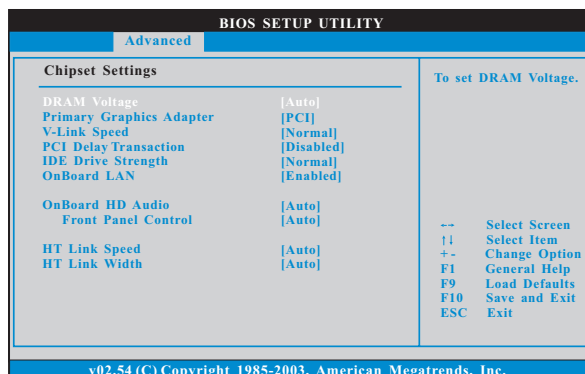 BIOS SETUP UTILITY
Advanced
Chipset Settings
DRAM Voltage [Auto]
Primary Graphics Adapter [PCI]
V-Link Speed [Normal]
PCI Delay Transaction [Disabled]
IDE Drive Strength [Normal]
OnBoard LAN [Enabled]
OnBoard HD Audio [Auto]
Front Panel Control [Auto]
HT Link Speed [Auto]
HT Link Width [Auto]
To set DRAM Voltage.
←→ Select Screen
↑↓ Select Item
+- Change Option
F1 General Help
F9 Load Defaults
F10 Save and Exit
ESC Exit
v02.54 (C) Copyright 1985-2003, American Megatrends, Inc.